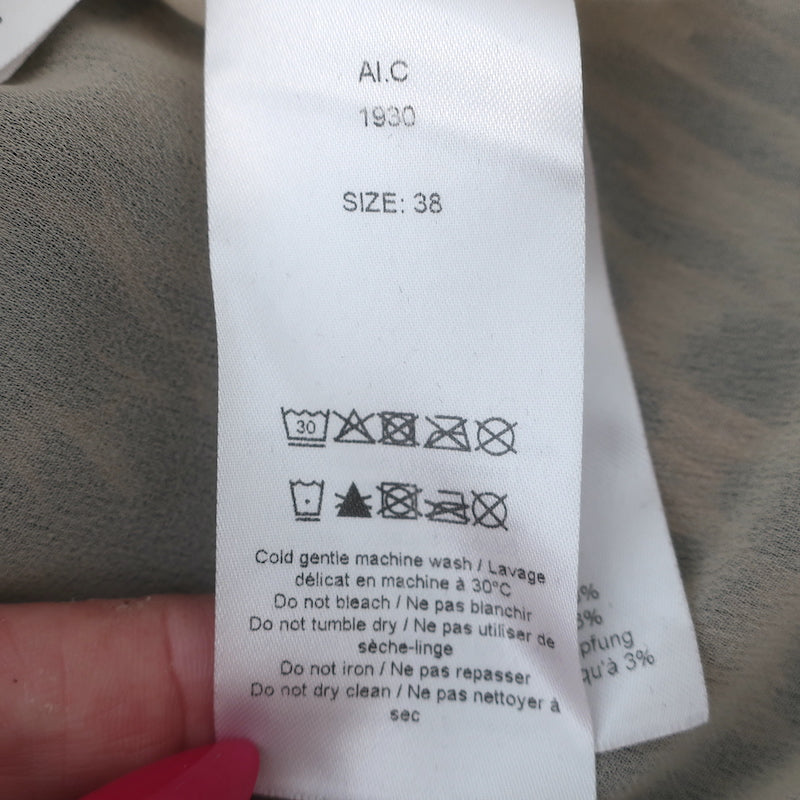 AI.C
1930
SIZE: 38
30
Cold gentle machine wash / Lavage
délicat en machine à 30°C
Do not bleach / Ne pas blanchir
Do not tumble dry / Ne pas utiliser de
sèche-linge
Do not iron / Ne pas repasser
Do not dry clean / Ne pas nettoyer à
sec
%
3%
pfung
qu'à 3%